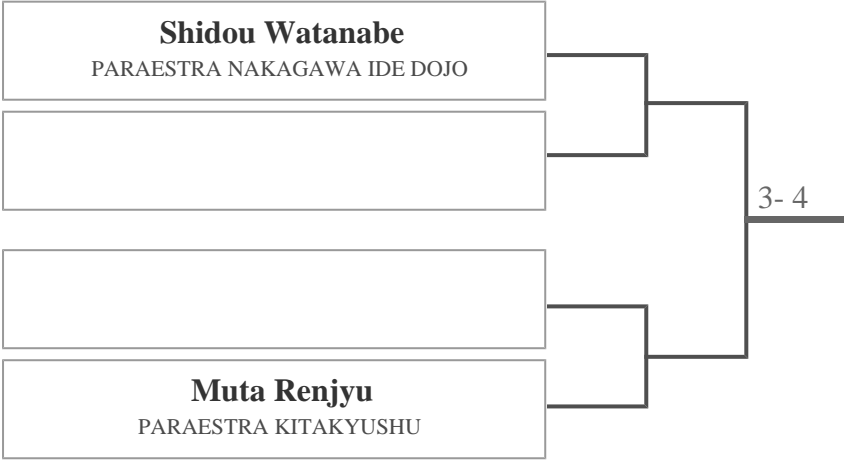 Shidou Watanabe
PARAESTRA NAKAGAWA IDE DOJO
3- 4
Muta Renjyu
PARAESTRA KITAKYUSHU